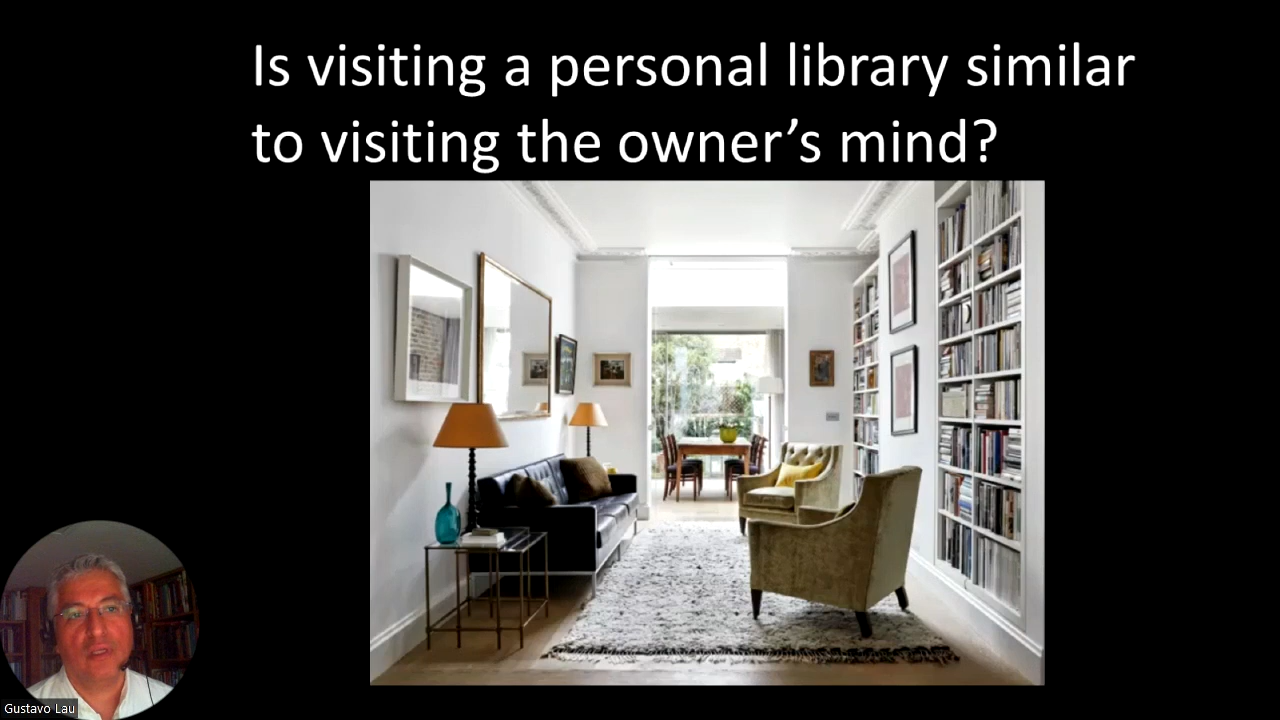 Is visiting a personal library similar
to visiting the owner’s mind?
Gustavo Lau